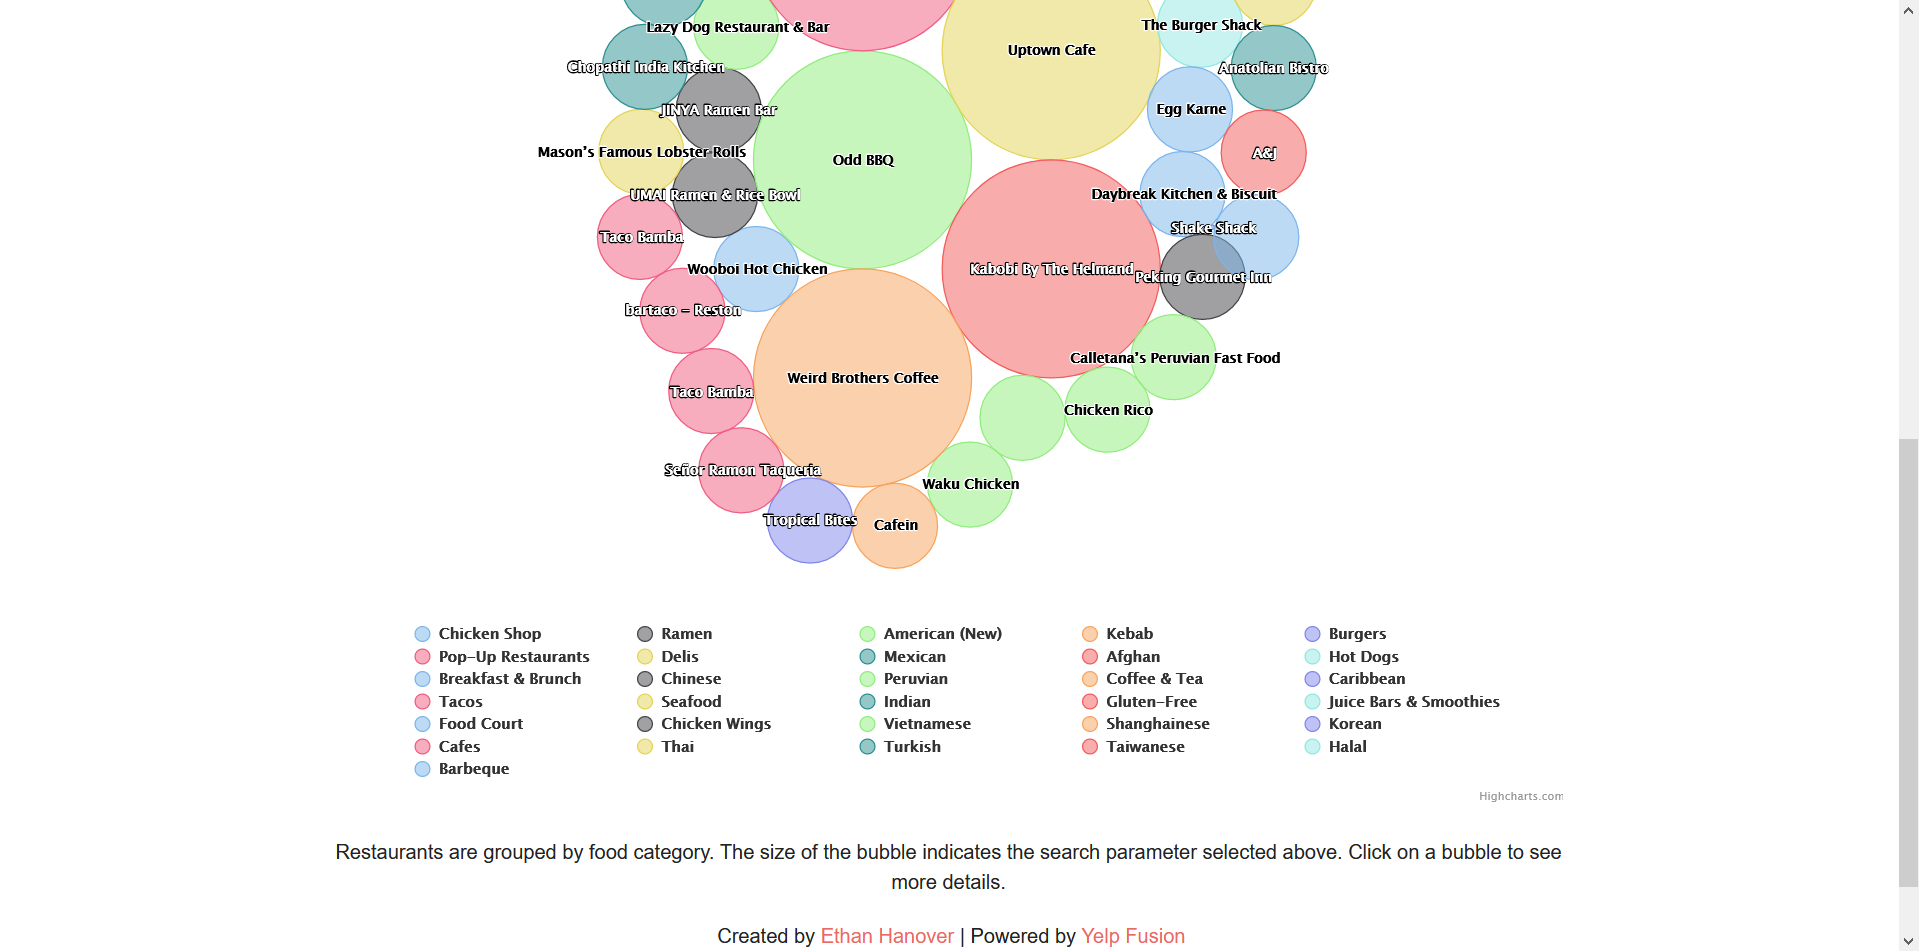 Lazy Dog Restaurant & Bar
The Burger Shack
Uptown Cafe
Chopathi India Kitchen
Anatolian Bistro
JINYA Ramen Bar
Egg Karne
Mason's Famous Lobster Rolls
Odd BBQ
A&J
UMAI Ramen & Rice Bowl
Daybreak Kitchen & Biscuit
Shake Shack
Taco Bamba
Wooboi Hot Chicken
Kabobi By The Helmand
Peking Gourmet Inn
bartaco - Reston
Calletana's Peruvian Fast Food
Weird Brothers Coffee
Taco Bamba
Chicken Rico
Señor Ramon Taqueria
Waku Chicken
Tropical Bites
Cafein
Chicken Shop
Pop-Up Restaurants
Breakfast & Brunch
Tacos
Food Court
Cafes
Barbeque
Ramen
Delis
Chinese
Seafood
Chicken Wings
Thai
American (New)
Mexican
Peruvian
Indian
Vietnamese
Turkish
Kebab
Afghan
Coffee & Tea
Gluten-Free
Shanghainese
Taiwanese
Burgers
Hot Dogs
Caribbean
Juice Bars & Smoothies
Korean
Halal
Highcharts.com
Restaurants are grouped by food category. The size of the bubble indicates the search parameter selected above. Click on a bubble to see
more details.
Created by Ethan Hanover | Powered by Yelp Fusion